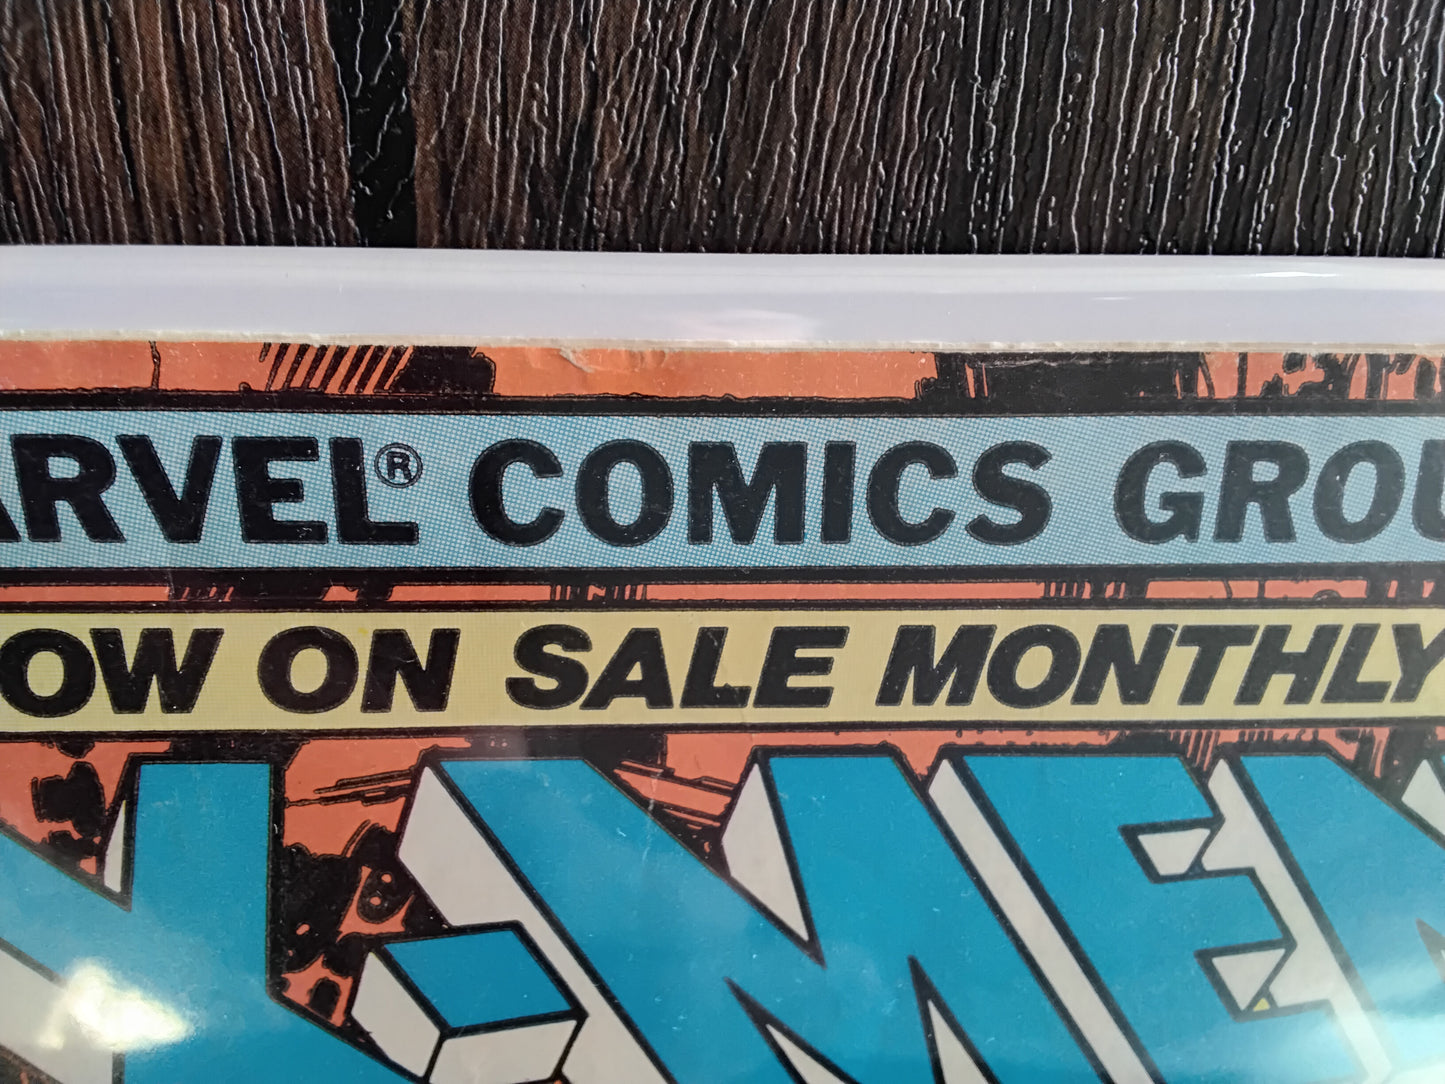 ARVEL® COMICS GROU
OW ON SALE MONTHLY
X-MEN